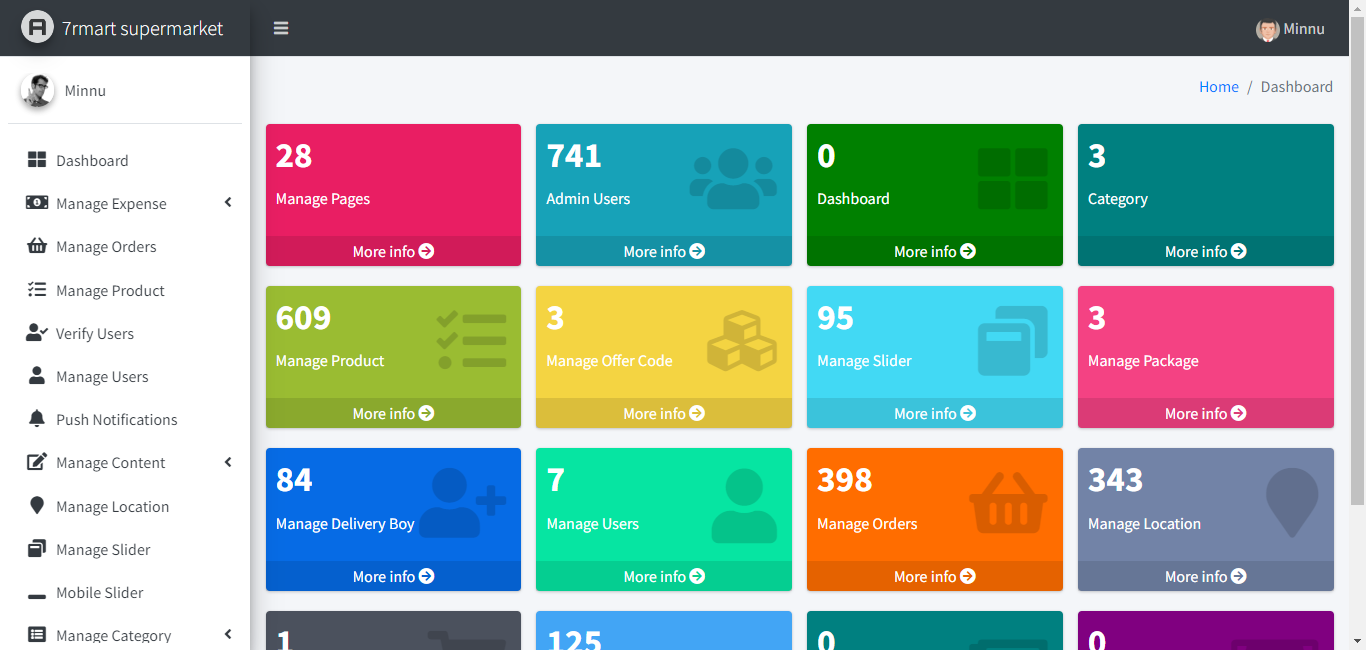 7rmart supermarket
Minnu
Minnu
Home / Dashboard
Dashboard
Manage Expense
Manage Orders
Manage Product
Verify Users
Manage Users
Push Notifications
Manage Content
Manage Location
Manage Slider
Mobile Slider
Manage Category
28
Manage Pages
More info
741
Admin Users
More info
0
Dashboard
More info
3
Category
More info
609
Manage Product
More info
3
Manage Offer Code
More info
95
Manage Slider
More info
3
Manage Package
More info
84
Manage Delivery Boy
More info
7
Manage Users
More info
398
Manage Orders
More info
343
Manage Location
More info
1
125
0
0